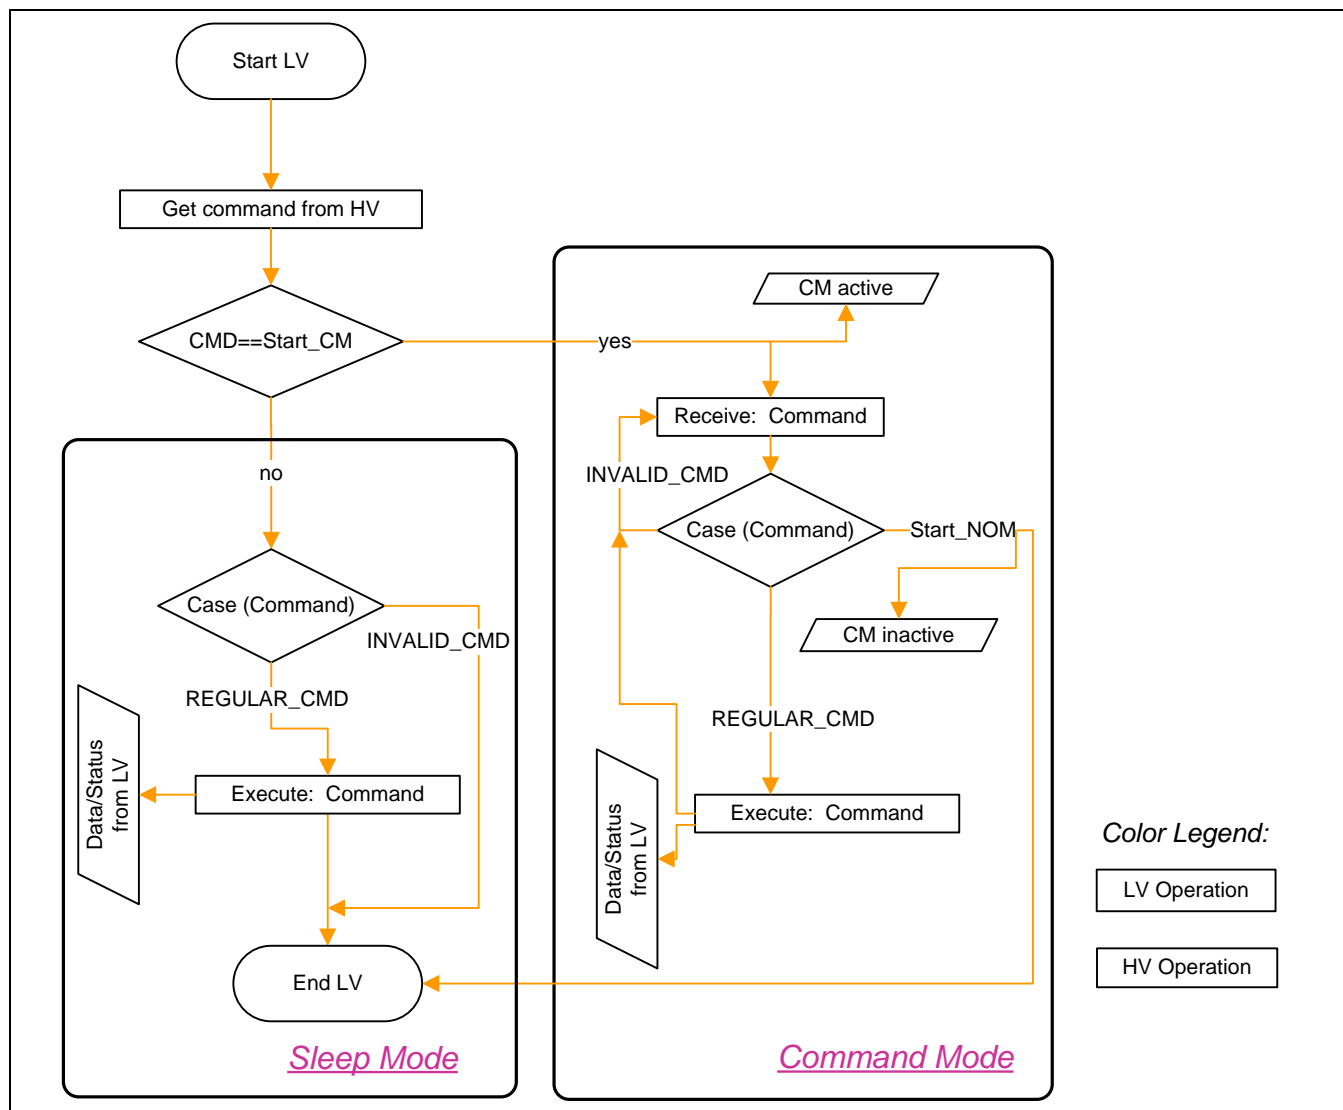 Start LV
Get command from HV
CMD==Start_CM
yes
no
CM active
Receive:  Command
INVALID_CMD
Case (Command)
Start_NOM
CM inactive
REGULAR_CMD
Execute:  Command
Data/Status
from LV
Command Mode
Case (Command)
INVALID_CMD
REGULAR_CMD
Execute:  Command
Data/Status
from LV
End LV
Sleep Mode
Color Legend:
LV Operation
HV Operation